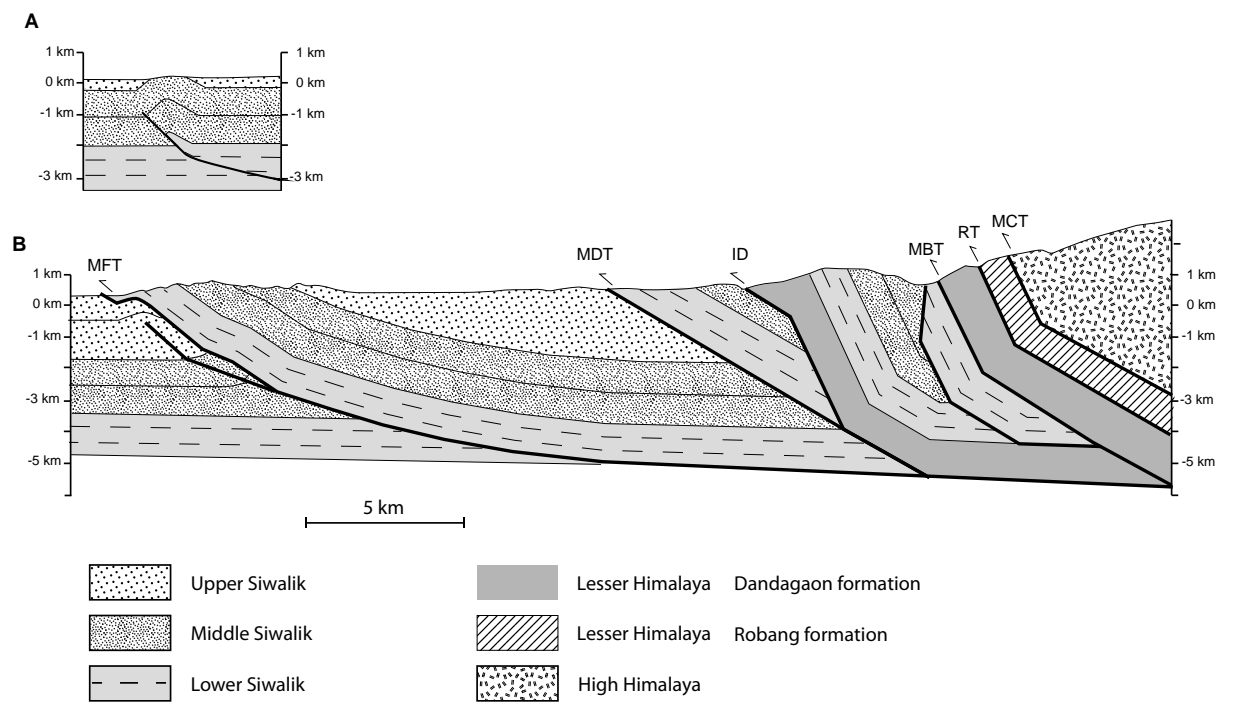 A
1 km
1 km
0 km
0 km
-1 km
-1 km
-3 km
-3 km
B
MFT
MDT
ID
MBT
RT
MCT
1 km
1 km
0 km
0 km
-1 km
-1 km
-3 km
-3 km
-5 km
-5 km
5 km
Upper Siwalik
Lesser Himalaya Dandagaon formation
Middle Siwalik
Lesser Himalaya Robang formation
Lower Siwalik
High Himalaya